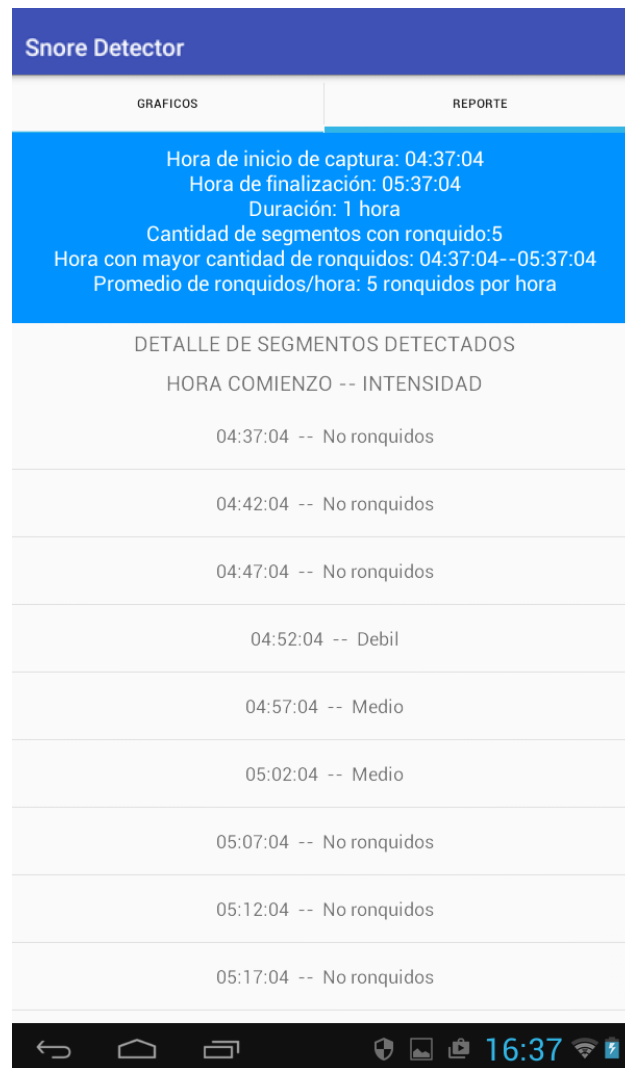 Snore Detector
GRAFICOS
REPORTE
Hora de inicio de captura: 04:37:04
Hora de finalización: 05:37:04
Duración: 1 hora
Cantidad de segmentos con ronquido:5
Hora con mayor cantidad de ronquidos: 04:37:04--05:37:04
Promedio de ronquidos/hora: 5 ronquidos por hora
DETALLE DE SEGMENTOS DETECTADOS
HORA COMIENZO -- INTENSIDAD
04:37:04 -- No ronquidos
04:42:04 -- No ronquidos
04:47:04 -- No ronquidos
04:52:04 -- Debil
04:57:04 -- Medio
05:02:04 -- Medio
05:07:04 -- No ronquidos
05:12:04 -- No ronquidos
05:17:04 -- No ronquidos
16:37